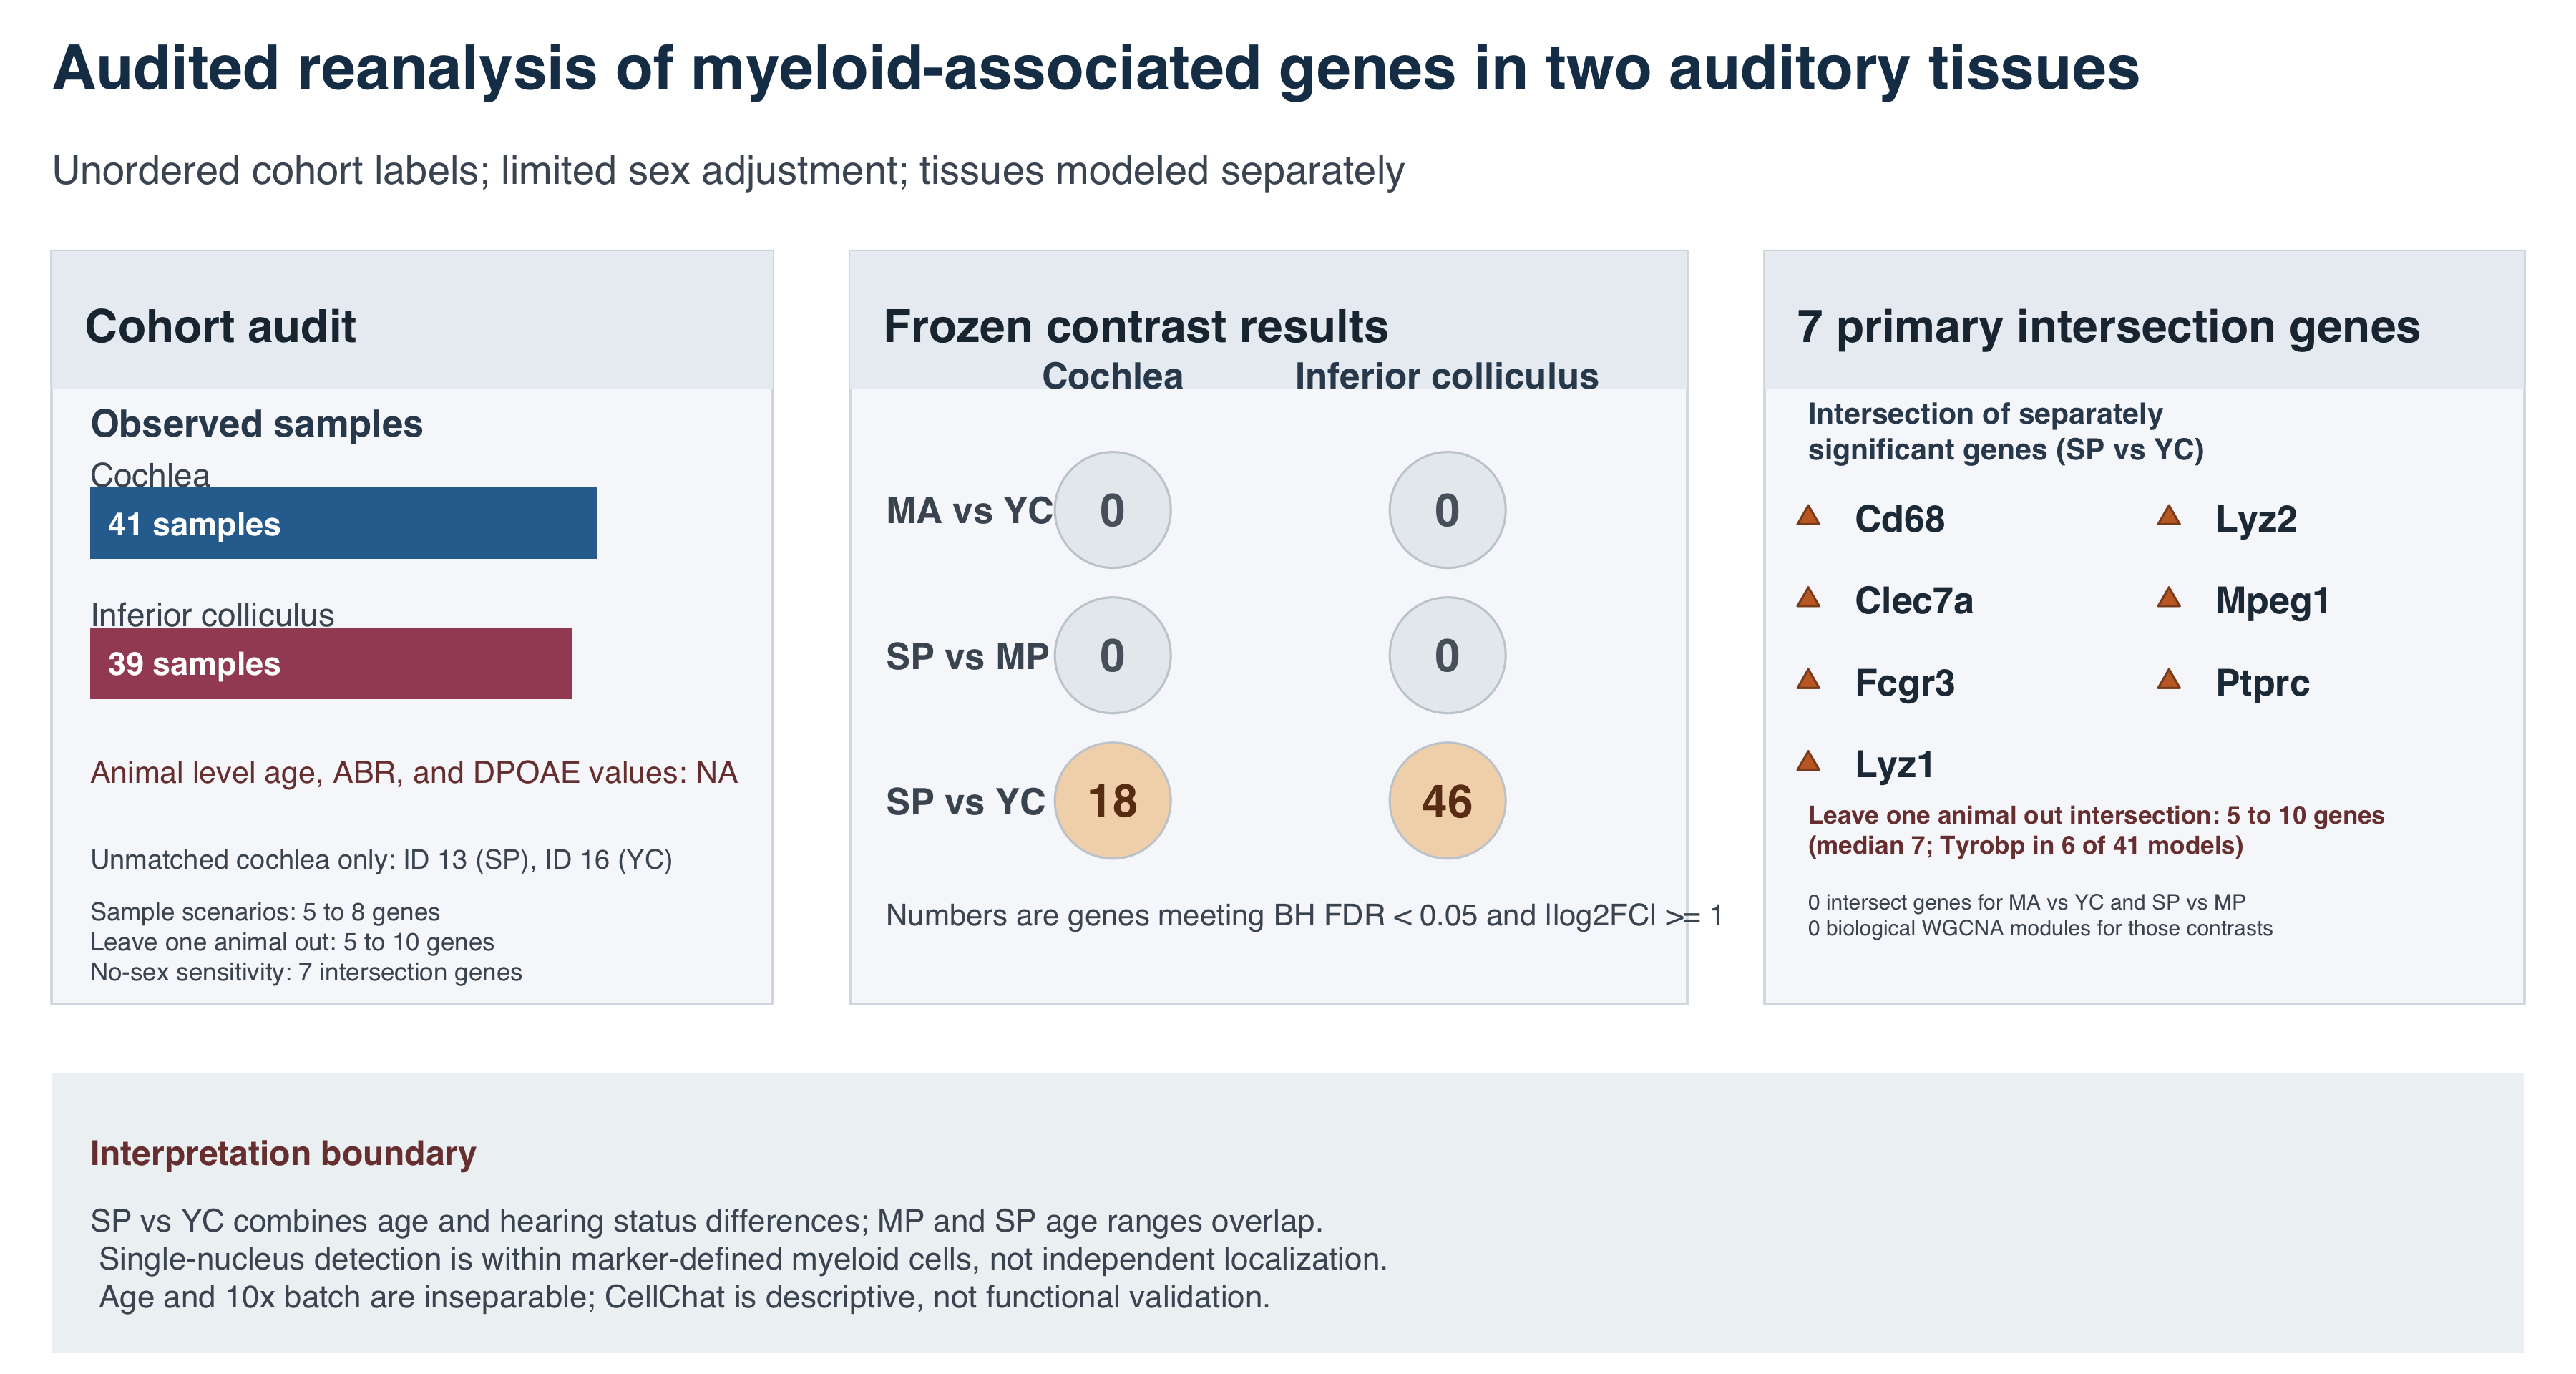 Audited reanalysis of myeloid-associated genes in two auditory tissues
Unordered cohort labels; limited sex adjustment; tissues modeled separately
Cohort audit
Observed samples
Cochlea
41 samples
Inferior colliculus
39 samples
Animal level age, ABR, and DPOAE values: NA
Unmatched cochlea only: ID 13 (SP), ID 16 (YC)
Sample scenarios: 5 to 8 genes
Leave one animal out: 5 to 10 genes
No-sex sensitivity: 7 intersection genes
Frozen contrast results
Cochlea Inferior colliculus
MA vs YC 0 0
SP vs MP 0 0
SP vs YC 18 46
Numbers are genes meeting BH FDR < 0.05 and |log2FC| >= 1
7 primary intersection genes
Intersection of separately
significant genes (SP vs YC)
Cd68 Lyz2
Clec7a Mpeg1
Fcgr3 Ptprc
Lyz1
Leave one animal out intersection: 5 to 10 genes
(median 7; Tyrobp in 6 of 41 models)
0 intersect genes for MA vs YC and SP vs MP
0 biological WGCNA modules for those contrasts
Interpretation boundary
SP vs YC combines age and hearing status differences; MP and SP age ranges overlap.
Single-nucleus detection is within marker-defined myeloid cells, not independent localization.
Age and 10x batch are inseparable; CellChat is descriptive, not functional validation.